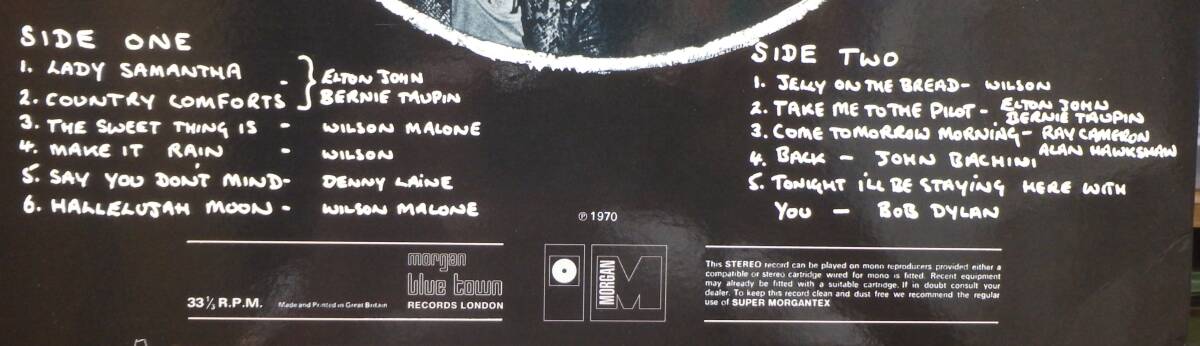 SIDE ONE
1. LADY SAMANTHA - } ELTON JOHN
2. COUNTRY COMFORTS BERNIE TAUPIN
3. THE SWEET THING IS - WILSON MALONE
4. MAKE IT RAIN - WILSON
5. SAY YOU DON'T MIND- DENNY LAINE
6. HALLELUJAH MOON - WILSON MALONE
SIDE TWO
1. JELLY ON THE BREAD- WILSON
2. TAKE ME TO THE PILOT - ELTON JOHN
BERNIE TAUPIN
3. COME TOMORROW MORNING - RAY CAMERON
ALAN HAWKSHAW
4. BACK - JOHN BACHINI
5. TONIGHT I'LL BE STAYING HERE WITH
YOU - BOB DYLAN
℗ 1970
morgan
blue town
RECORDS LONDON
33⅓ R.P.M. Made and Printed in Great Britain
MORGAN
M
This STEREO record can be played on mono reproducers provided either a
compatible or stereo cartridge wired for mono is fitted. Recent equipment
may already be fitted with a suitable cartridge. If in doubt consult your
dealer. To keep this record clean and dust free we recommend the regular
use of SUPER MORGANTEX